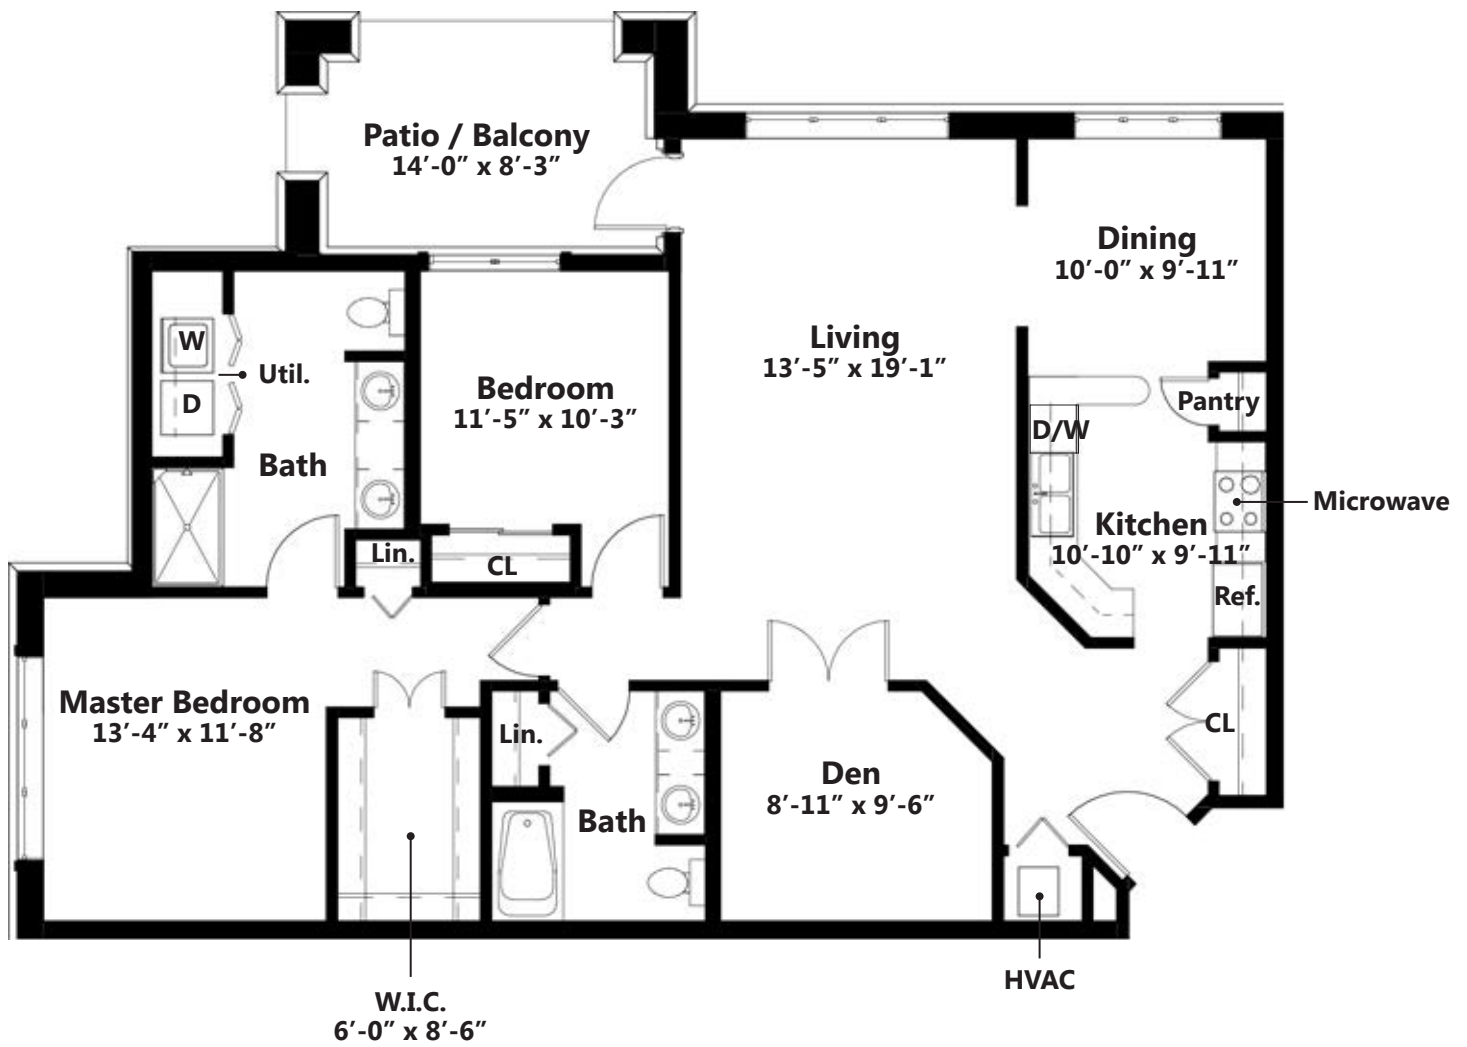 Patio / Balcony
14’-0” x 8’-3”
Dining
10’-0” x 9’-11”
Living
13’-5” x 19’-1”
W
Util.
D
Bedroom
11’-5” x 10’-3”
Pantry
D/W
Bath
Microwave
Kitchen
10’-10” x 9’-11”
Lin.
CL
Ref.
Master Bedroom
13’-4” x 11’-8”
Lin.
CL
Den
8’-11” x 9’-6”
Bath
HVAC
W.I.C.
6’-0” x 8’-6”